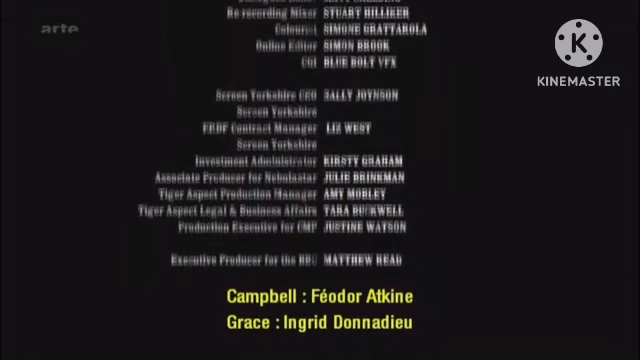 arte
KINEMASTER
Re-recording Mixer STUART HILLIKER
Colourist SIMONE GRATTAROLA
Online Editor SIMON BROOK
CGI BLUE BOLT VFX
Screen Yorkshire CEO SALLY JOYNSON
Screen Yorkshire
ERDF Contract Manager LIZ WEST
Screen Yorkshire
Investment Administrator KIRSTY GRAHAM
Associate Producer for Nebulastar JULIE BRINKMAN
Tiger Aspect Production Manager AMY MOBLEY
Tiger Aspect Legal & Business Affairs TARA BUCKWELL
Production Executive for CMP JUSTINE WATSON
Executive Producer for the BBC MATTHEW READ
Campbell : Féodor Atkine
Grace : Ingrid Donnadieu